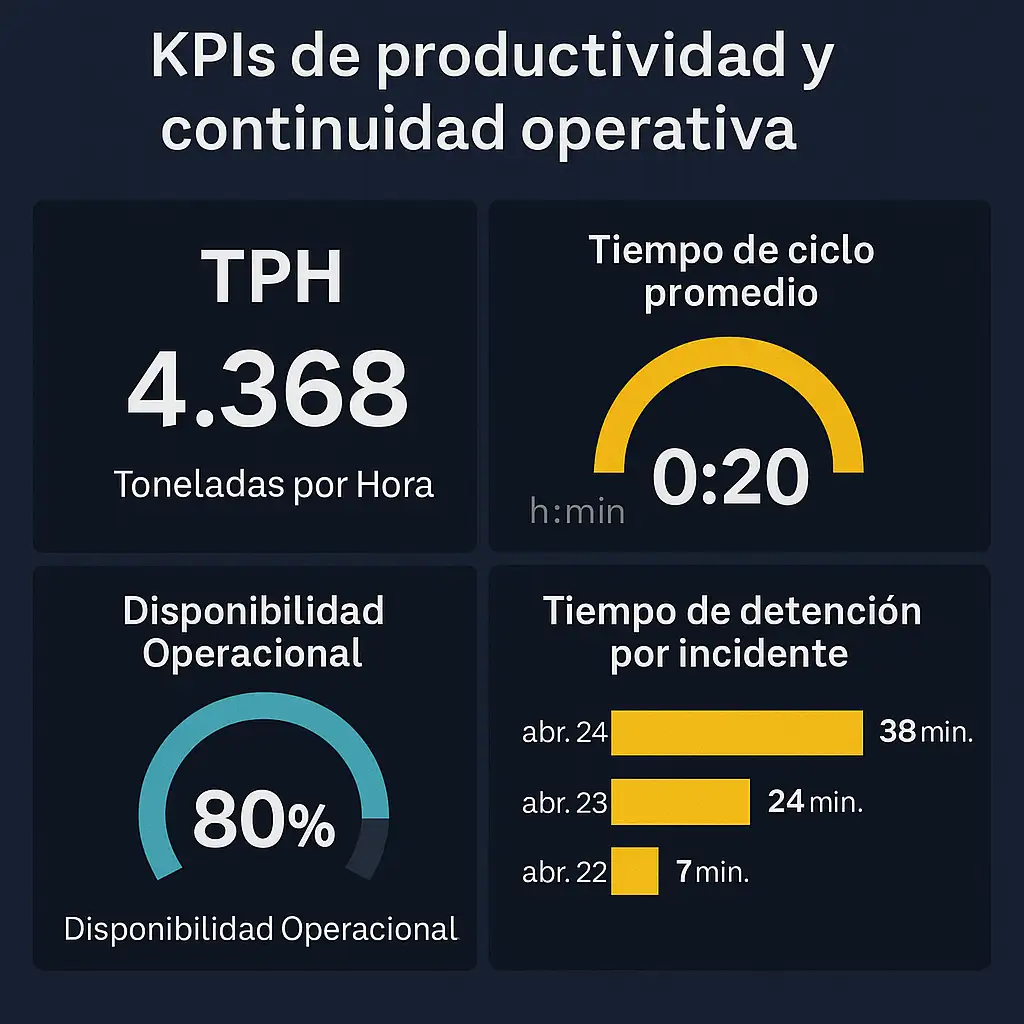 KPIs de productividad y
continuidad operativa
TPH
4.368
Toneladas por Hora
Tiempo de ciclo
promedio
0:20
h:min
Disponibilidad
Operacional
80%
Disponibilidad Operacional
Tiempo de detención
por incidente
abr. 24 38 min.
abr. 23 24 min.
abr. 22 7 min.